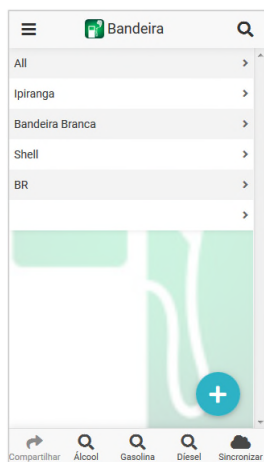 Bandeira
All
Ipiranga
Bandeira Branca
Shell
BR
Compartilhar Álcool Gasolina Diesel Sincronizar